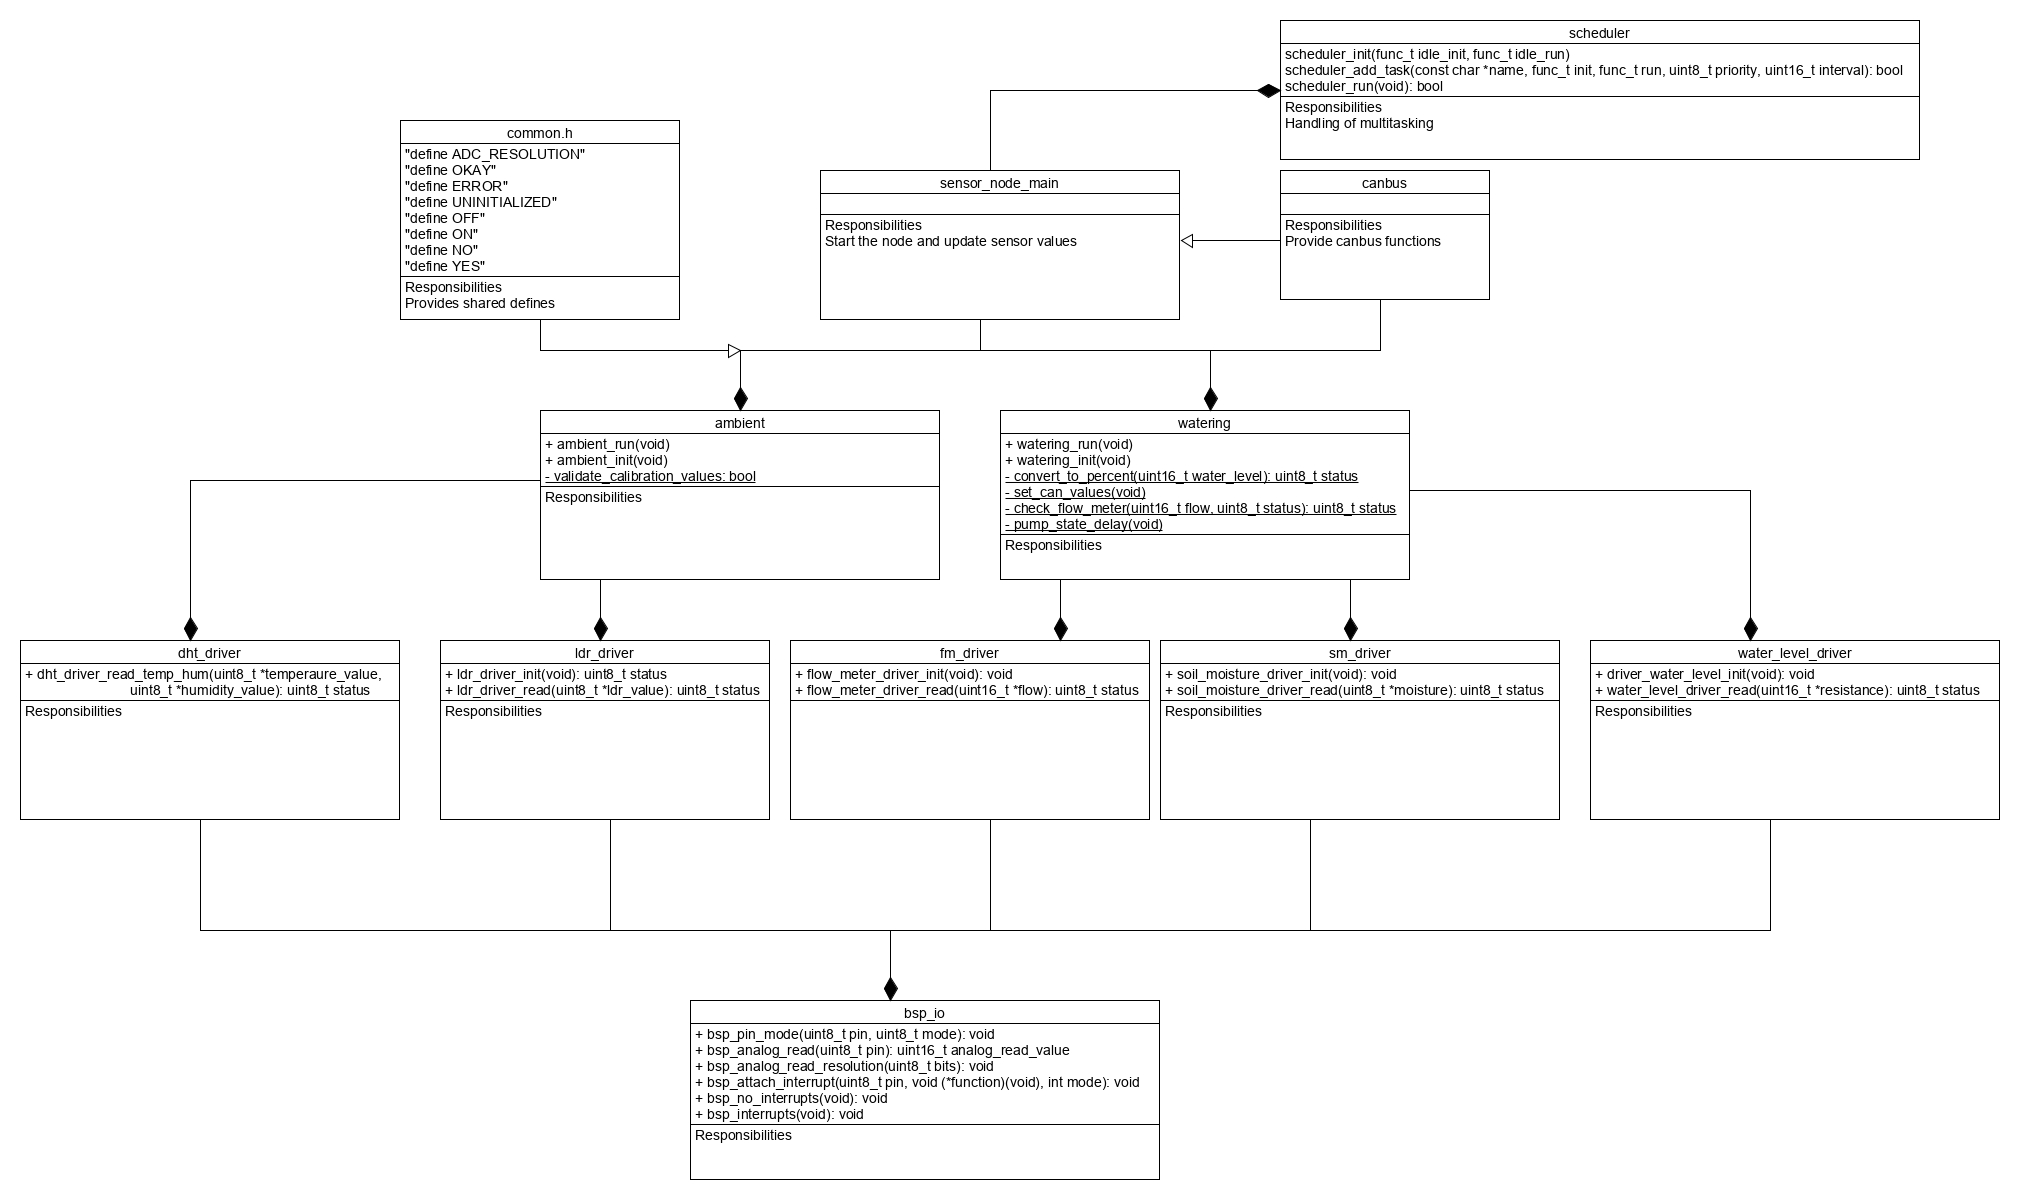 scheduler
scheduler_init(func_t idle_init, func_t idle_run)
scheduler_add_task(const char *name, func_t init, func_t run, uint8_t priority, uint16_t interval): bool
scheduler_run(void): bool
Responsibilities
Handling of multitasking
common.h
"define ADC_RESOLUTION"
"define OKAY"
"define ERROR"
"define UNINITIALIZED"
"define OFF"
"define ON"
"define NO"
"define YES"
Responsibilities
Provides shared defines
sensor_node_main
Responsibilities
Start the node and update sensor values
canbus
Responsibilities
Provide canbus functions
ambient
+ ambient_run(void)
+ ambient_init(void)
- validate_calibration_values: bool
Responsibilities
watering
+ watering_run(void)
+ watering_init(void)
- convert_to_percent(uint16_t water_level): uint8_t status
- set_can_values(void)
- check_flow_meter(uint16_t flow, uint8_t status): uint8_t status
- pump_state_delay(void)
Responsibilities
dht_driver
+ dht_driver_read_temp_hum(uint8_t *temperaure_value,
uint8_t *humidity_value): uint8_t status
Responsibilities
ldr_driver
+ ldr_driver_init(void): uint8_t status
+ ldr_driver_read(uint8_t *ldr_value): uint8_t status
Responsibilities
fm_driver
+ flow_meter_driver_init(void): void
+ flow_meter_driver_read(uint16_t *flow): uint8_t status
sm_driver
+ soil_moisture_driver_init(void): void
+ soil_moisture_driver_read(uint8_t *moisture): uint8_t status
Responsibilities
water_level_driver
+ driver_water_level_init(void): void
+ water_level_driver_read(uint16_t *resistance): uint8_t status
Responsibilities
bsp_io
+ bsp_pin_mode(uint8_t pin, uint8_t mode): void
+ bsp_analog_read(uint8_t pin): uint16_t analog_read_value
+ bsp_analog_read_resolution(uint8_t bits): void
+ bsp_attach_interrupt(uint8_t pin, void (*function)(void), int mode): void
+ bsp_no_interrupts(void): void
+ bsp_interrupts(void): void
Responsibilities